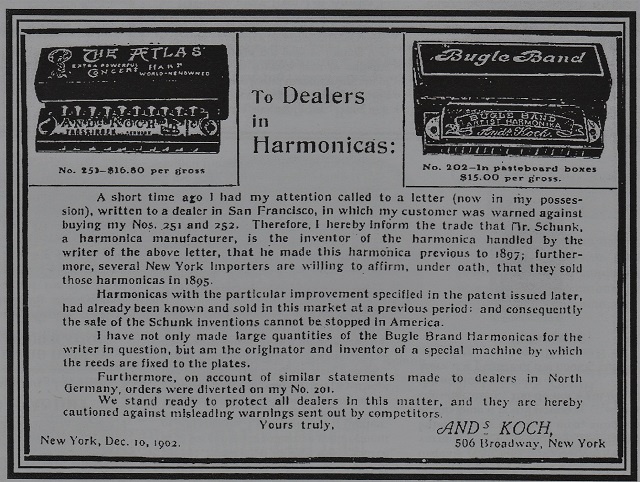 THE ATLAS
EXTRA POWERFUL
CONCERT HARP
WORLD-RENOWNED
ANDs KOCH
TROSSINGEN
Bugle Band
BUGLE BAND
ARTIST HARMONIKA
Ands Koch.
To Dealers
in
Harmonicas:
No. 251–$16.80 per gross
No. 202–In pasteboard boxes
$15.00 per gross.
A short time ago I had my attention called to a letter (now in my posses-
sion), written to a dealer in San Francisco, in which my customer was warned against
buying my Nos. 251 and 252. Therefore, I hereby inform the trade that Mr. Schunk,
a harmonica manufacturer, is the inventor of the harmonica handled by the
writer of the above letter, that he made this harmonica previous to 1897; further-
more, several New York Importers are willing to affirm, under oath, that they sold
those harmonicas in 1895.
Harmonicas with the particular improvement specified in the patent issued later,
had already been known and sold in this market at a previous period: and consequently
the sale of the Schunk inventions cannot be stopped in America.
I have not only made large quantities of the Bugle Brand Harmonicas for the
writer in question, but am the originator and inventor of a special machine by which
the reeds are fixed to the plates.
Furthermore, on account of similar statements made to dealers in North
Germany, orders were diverted on my No. 201.
We stand ready to protect all dealers in this matter, and they are hereby
cautioned against misleading warnings sent out by competitors.
Yours truly,
ANDs KOCH,
New York, Dec. 10, 1902.
506 Broadway, New York